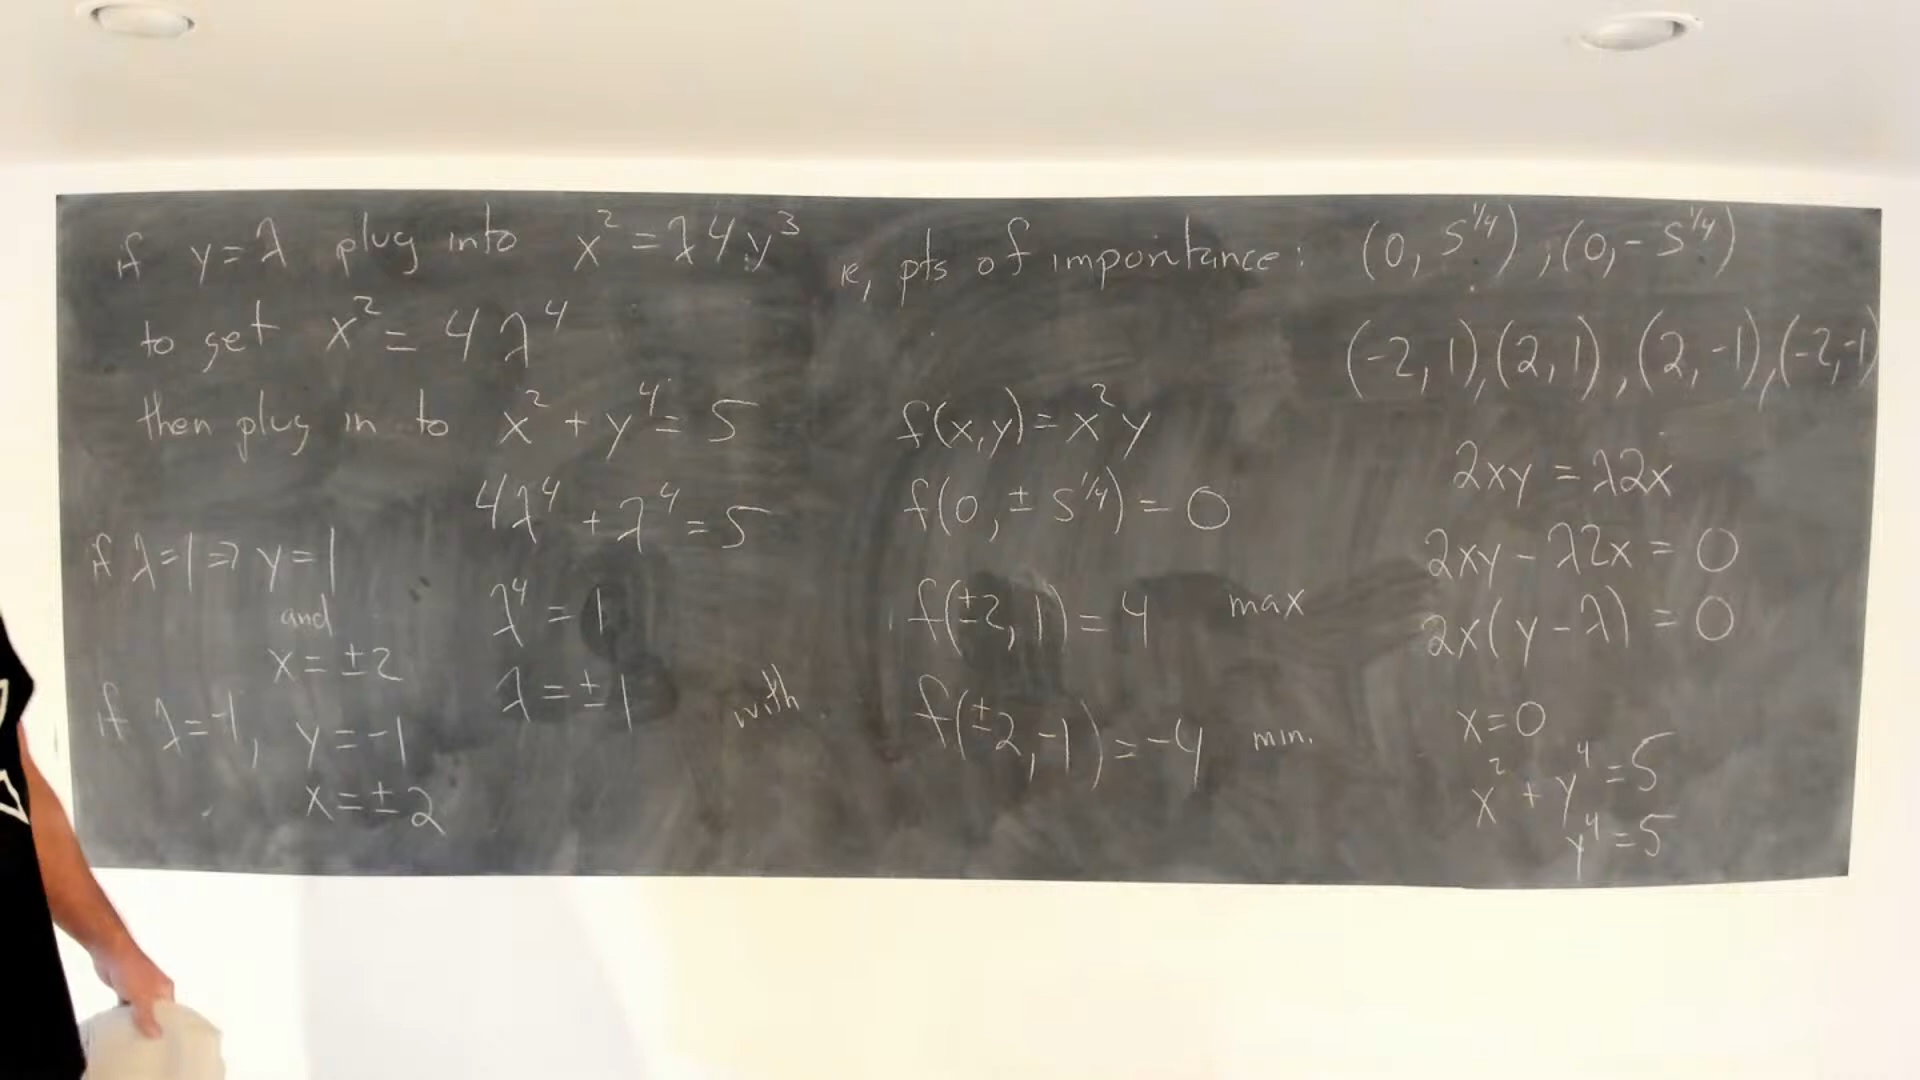 if y=λ plug into x²=λ4y³
to get x² = 4λ⁴
then plug in to x² + y⁴ = 5
4λ⁴ + λ⁴ = 5
if λ=1 ⇒ y=1
and
x = ±2
λ⁴ = 1
λ = ±1
if λ=-1, y=-1
x=±2
ie, pts of importance: (0, 5^1/4), (0, -5^1/4)
(-2, 1), (2, 1), (2, -1), (-2, -1)
f(x,y) = x²y
f(0, ±5^1/4) = 0
f(±2, 1) = 4 max
with f(±2, -1) = -4 min.
2xy = λ2x
2xy - λ2x = 0
2x(y - λ) = 0
x=0
x² + y⁴ = 5
y⁴ = 5